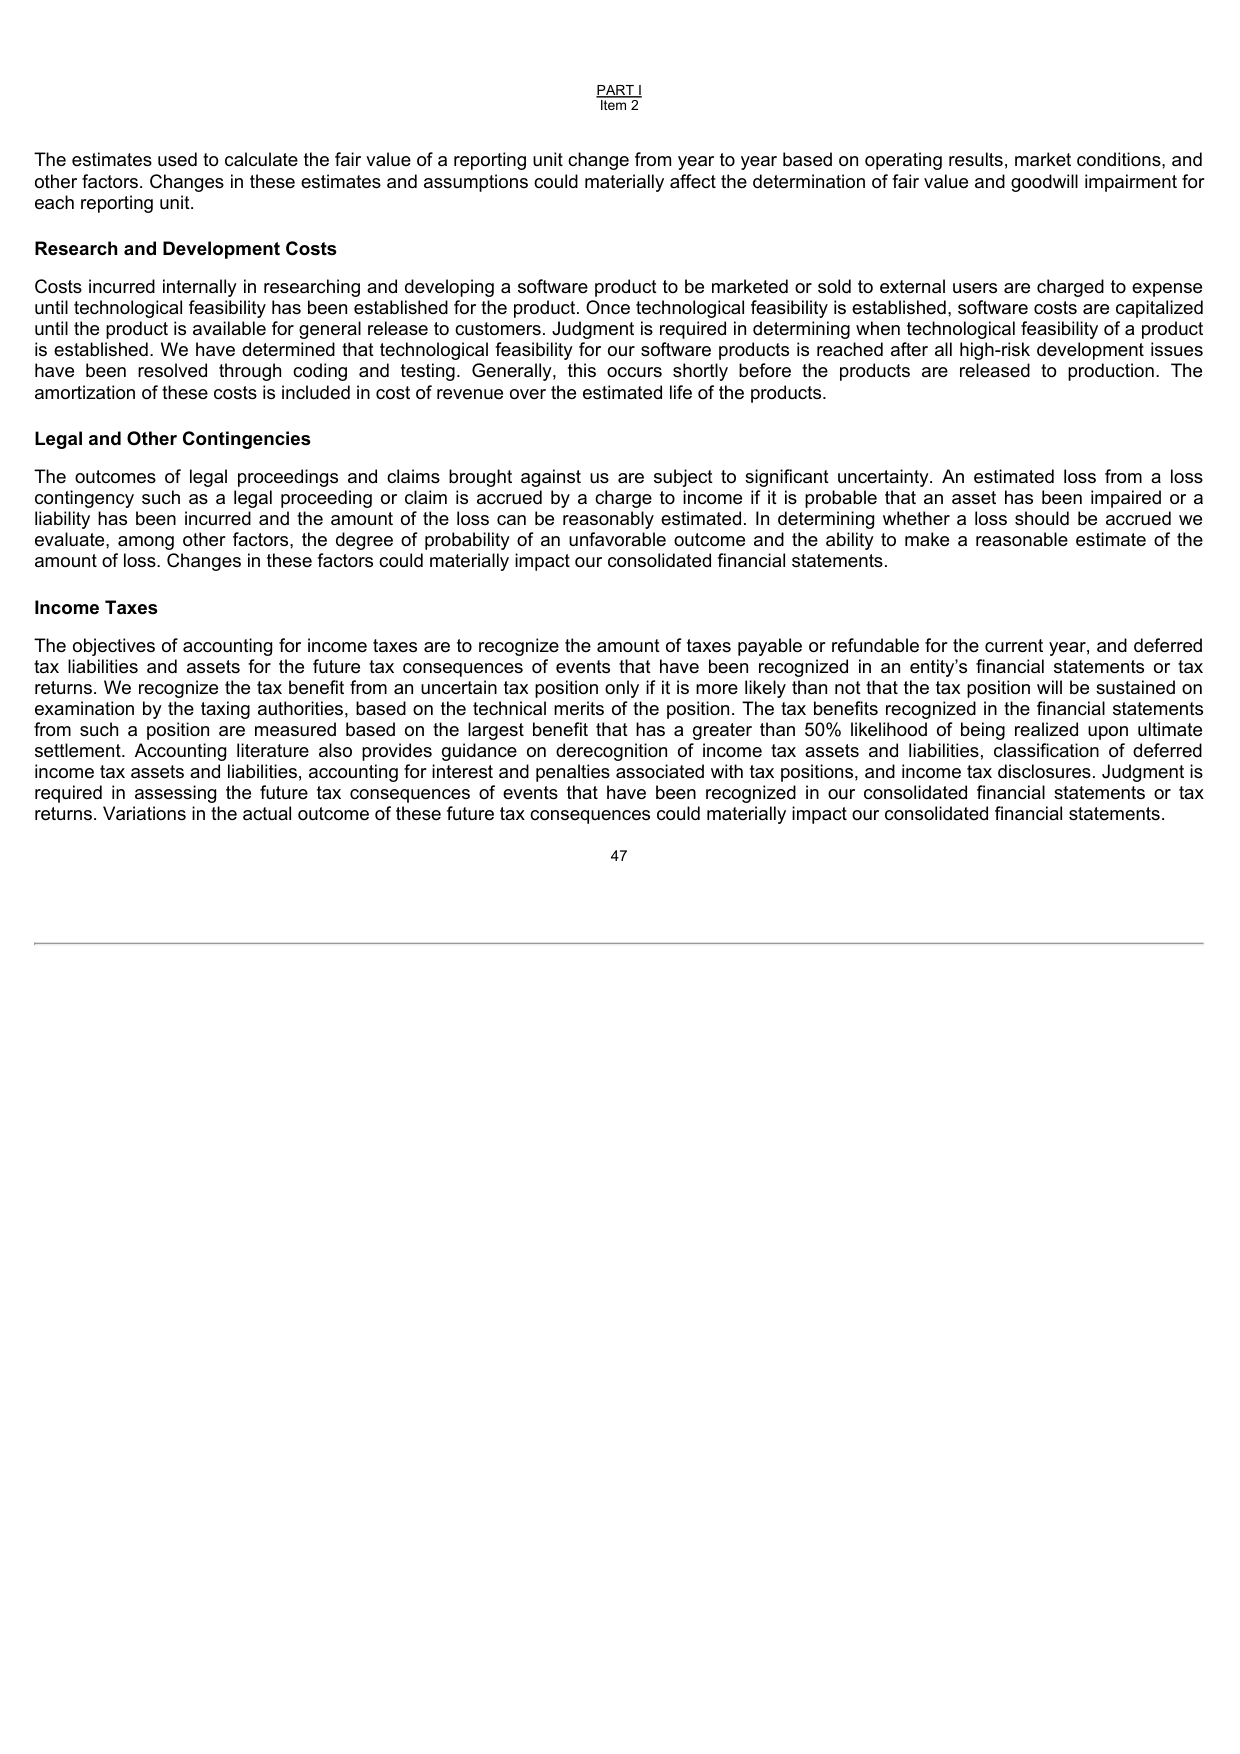 PART I
Item 2
The estimates used to calculate the fair value of a reporting unit change from year to year based on operating results, market conditions, and
other factors. Changes in these estimates and assumptions could materially affect the determination of fair value and goodwill impairment for
each reporting unit.
Research and Development Costs
Costs incurred internally in researching and developing a software product to be marketed or sold to external users are charged to expense
until technological feasibility has been established for the product. Once technological feasibility is established, software costs are capitalized
until the product is available for general release to customers. Judgment is required in determining when technological feasibility of a product
is established. We have determined that technological feasibility for our software products is reached after all high-risk development issues
have been resolved through coding and testing. Generally, this occurs shortly before the products are released to production. The
amortization of these costs is included in cost of revenue over the estimated life of the products.
Legal and Other Contingencies
The outcomes of legal proceedings and claims brought against us are subject to significant uncertainty. An estimated loss from a loss
contingency such as a legal proceeding or claim is accrued by a charge to income if it is probable that an asset has been impaired or a
liability has been incurred and the amount of the loss can be reasonably estimated. In determining whether a loss should be accrued we
evaluate, among other factors, the degree of probability of an unfavorable outcome and the ability to make a reasonable estimate of the
amount of loss. Changes in these factors could materially impact our consolidated financial statements.
Income Taxes
The objectives of accounting for income taxes are to recognize the amount of taxes payable or refundable for the current year, and deferred
tax liabilities and assets for the future tax consequences of events that have been recognized in an entity’s financial statements or tax
returns. We recognize the tax benefit from an uncertain tax position only if it is more likely than not that the tax position will be sustained on
examination by the taxing authorities, based on the technical merits of the position. The tax benefits recognized in the financial statements
from such a position are measured based on the largest benefit that has a greater than 50% likelihood of being realized upon ultimate
settlement. Accounting literature also provides guidance on derecognition of income tax assets and liabilities, classification of deferred
income tax assets and liabilities, accounting for interest and penalties associated with tax positions, and income tax disclosures. Judgment is
required in assessing the future tax consequences of events that have been recognized in our consolidated financial statements or tax
returns. Variations in the actual outcome of these future tax consequences could materially impact our consolidated financial statements.
47